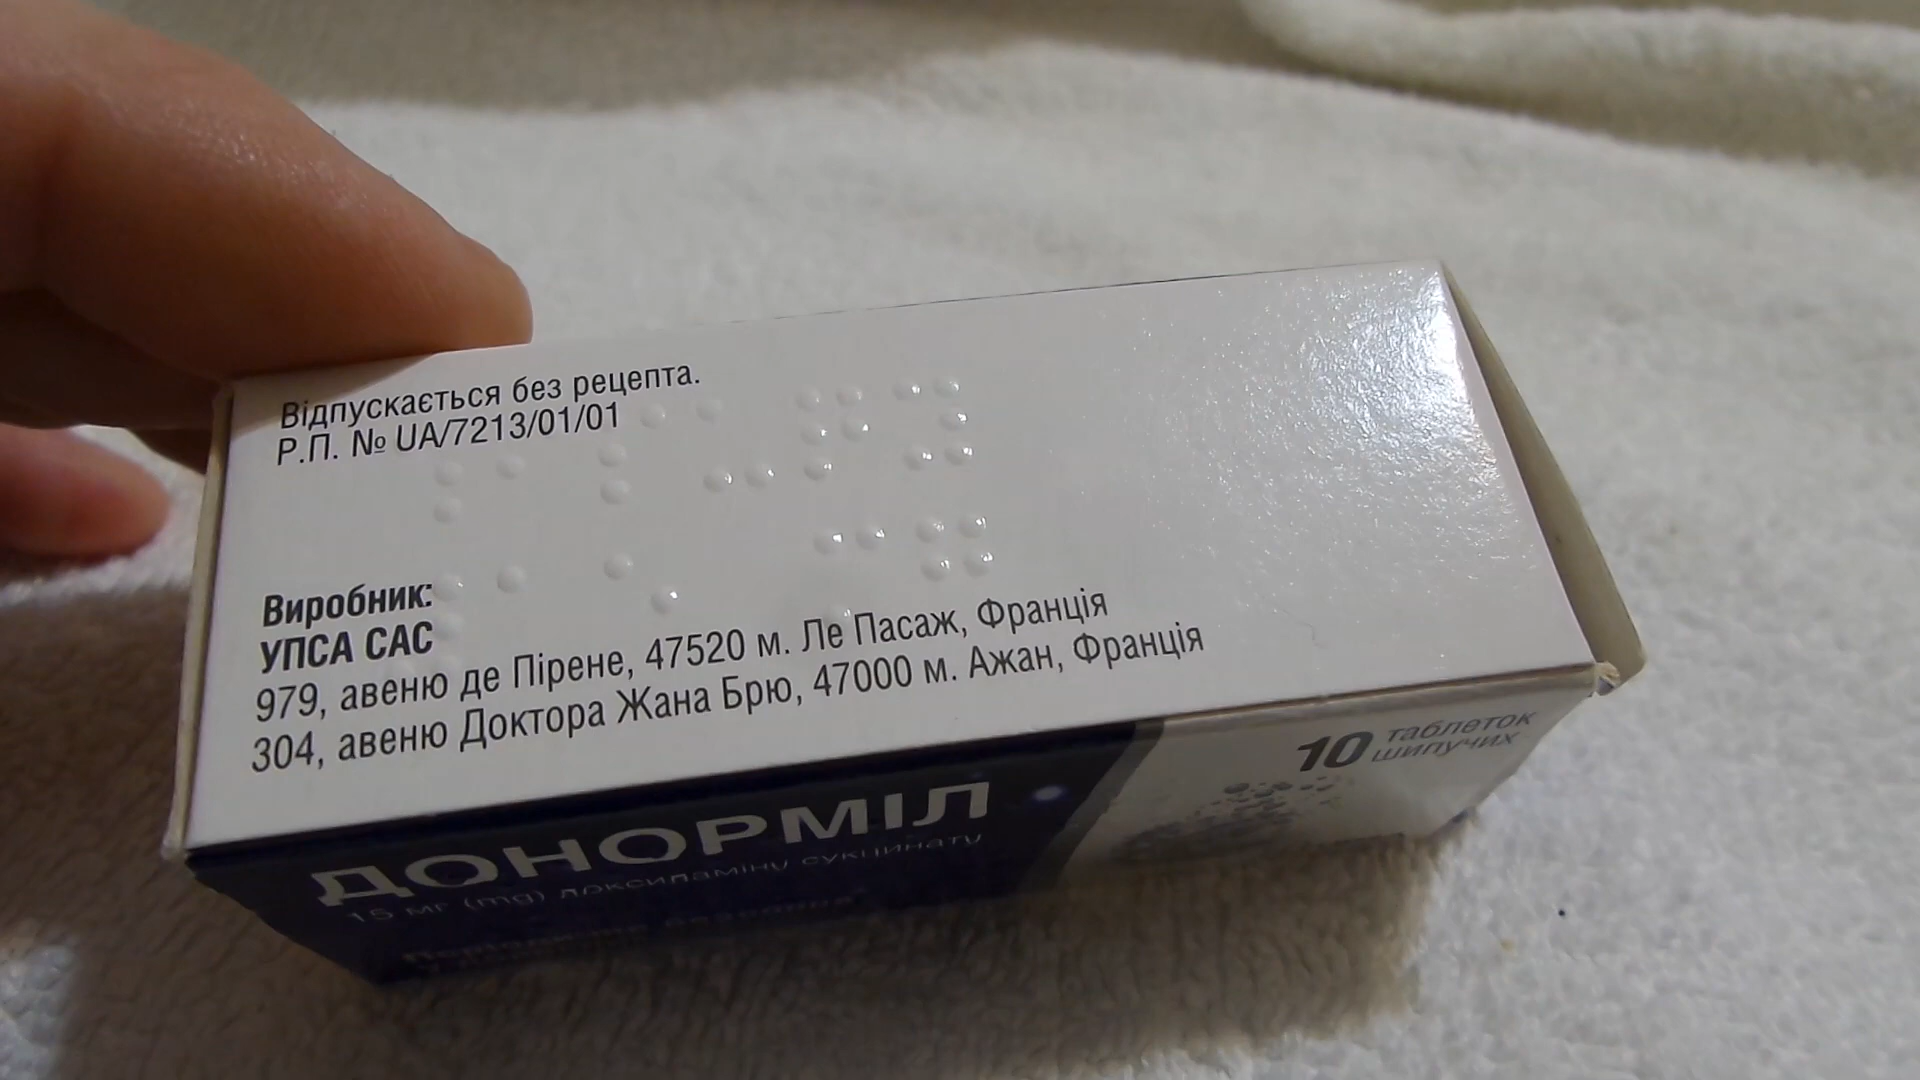 Відпускається без рецепта.
Р.П. № UA/7213/01/01
Виробник:
УПСА САС
979, авеню де Пірене, 47520 м. Ле Пасаж, Франція
304, авеню Доктора Жана Брю, 47000 м. Ажан, Франція
ДОНОРМІЛ
15 мг (mg) доксиламіну сукцинату
10 таблеток
шипучих